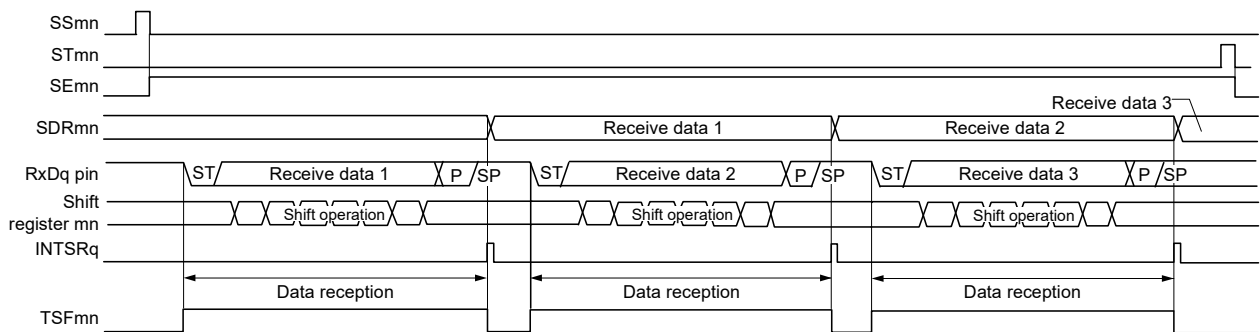 SSmn
STmn
SEmn
Receive data 3
SDRmn Receive data 1 Receive data 2
RxDq pin ST Receive data 1 P SP ST Receive data 2 P SP ST Receive data 3 P SP
Shift
register mn Shift operation Shift operation Shift operation
INTSRq
Data reception Data reception Data reception
TSFmn